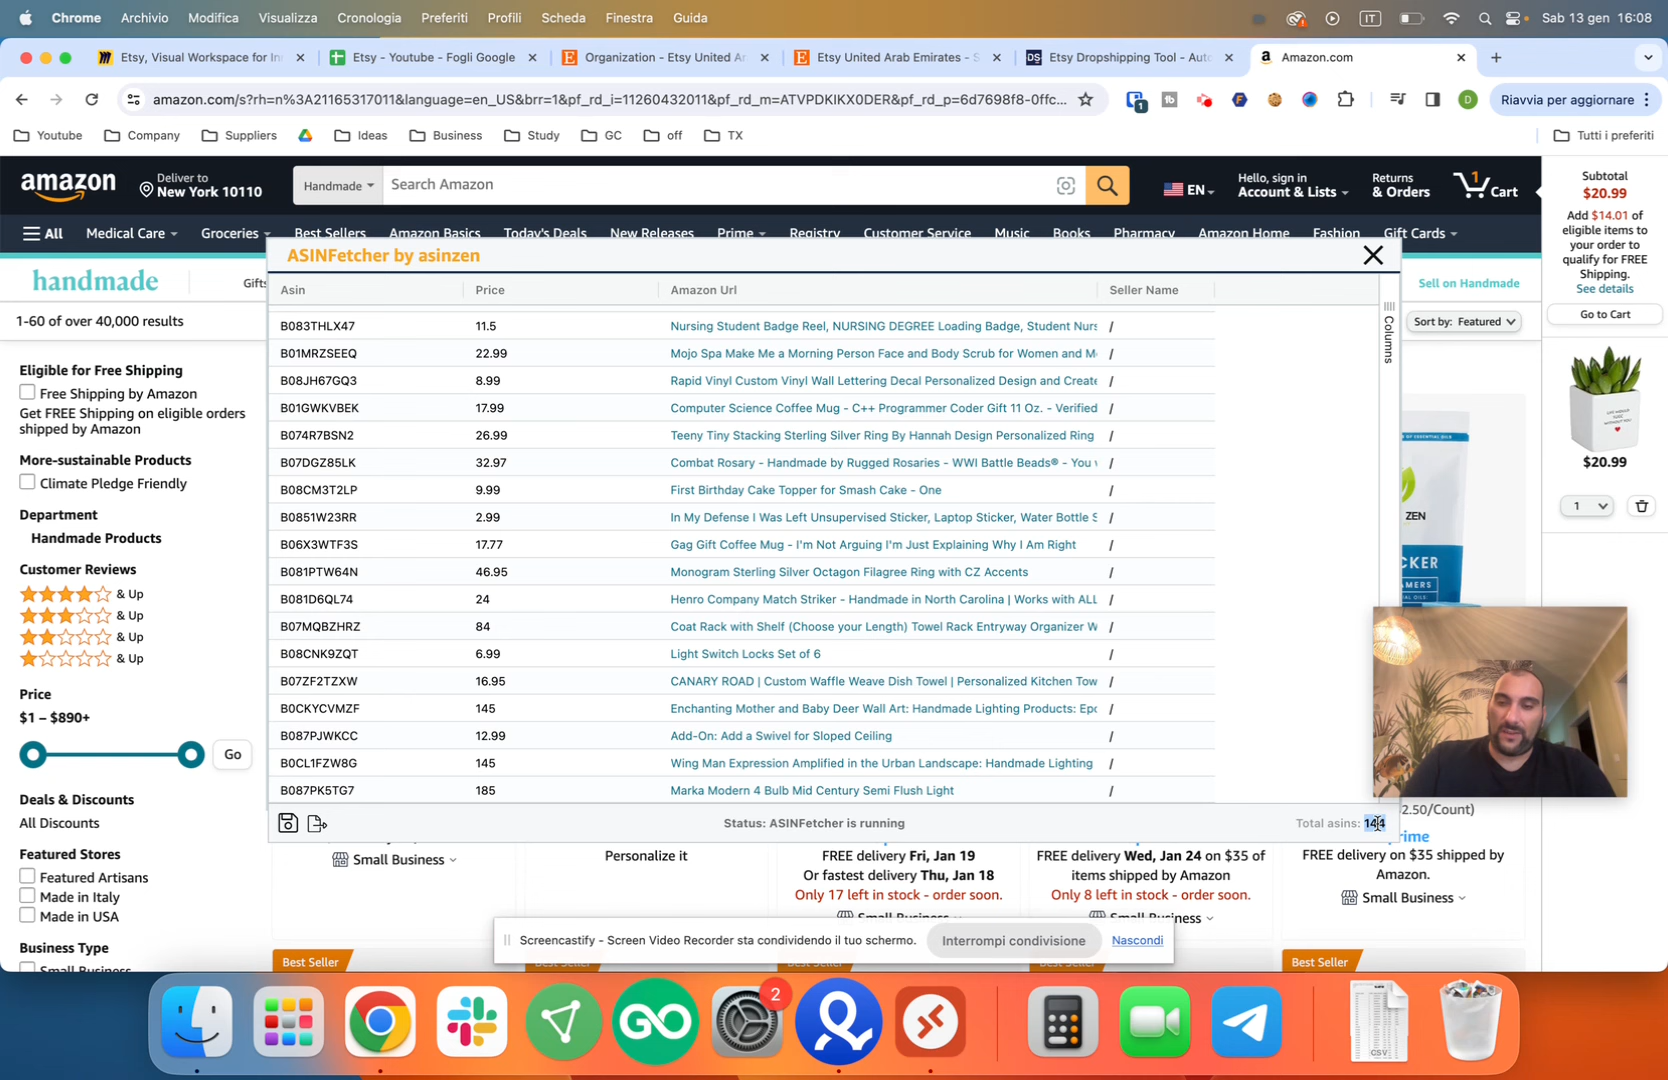 Chrome Archivio Modifica Visualizza Cronologia Preferiti Profili Scheda Finestra Guida IT Sab 13 gen 16:08
Etsy, Visual Workspace for In Etsy - Youtube - Fogli Google Organization - Etsy United Ar Etsy United Arab Emirates - S DS Etsy Dropshipping Tool - Auto Amazon.com
amazon.com/s?rh=n%3A21165317011&language=en_US&brr=1&pf_rd_i=11260432011&pf_rd_m=ATVPDKIKX0DER&pf_rd_p=6d7698f8-0ffc... 1 D Riavvia per aggiornare
Youtube Company Suppliers Ideas Business Study GC off TX Tutti i preferiti
amazon Deliver to
New York 10110
Handmade Search Amazon EN
Hello, sign in
Account & Lists
Returns
& Orders
1
Cart
Subtotal
$20.99
Add $14.01 of
eligible items to
your order to
qualify for FREE
Shipping.
See details
Go to Cart
$20.99
1
All Medical Care Groceries Best Sellers Amazon Basics Today's Deals New Releases Prime Registry Customer Service Music Books Pharmacy Amazon Home Fashion Gift Cards
handmade Gifts Sell on Handmade
1-60 of over 40,000 results
Sort by: Featured
Eligible for Free Shipping
Free Shipping by Amazon
Get FREE Shipping on eligible orders
shipped by Amazon
More-sustainable Products
Climate Pledge Friendly
Department
Handmade Products
Customer Reviews
& Up
& Up
& Up
& Up
Price
$1 – $890+
Go
Deals & Discounts
All Discounts
Featured Stores
Featured Artisans
Made in Italy
Made in USA
Business Type
Small Business
ASINFetcher by asinzen
Asin Price Amazon Url Seller Name
Columns
B083THLX47 11.5 Nursing Student Badge Reel, NURSING DEGREE Loading Badge, Student Nurs /
B01MRZSEEQ 22.99 Mojo Spa Make Me a Morning Person Face and Body Scrub for Women and M /
B08JH67GQ3 8.99 Rapid Vinyl Custom Vinyl Wall Lettering Decal Personalized Design and Create /
B01GWKVBEK 17.99 Computer Science Coffee Mug - C++ Programmer Coder Gift 11 Oz. - Verified /
B074R7BSN2 26.99 Teeny Tiny Stacking Sterling Silver Ring By Hannah Design Personalized Ring /
B07DGZ85LK 32.97 Combat Rosary - Handmade by Rugged Rosaries - WWI Battle Beads® - You v /
B08CM3T2LP 9.99 First Birthday Cake Topper for Smash Cake - One /
B0851W23RR 2.99 In My Defense I Was Left Unsupervised Sticker, Laptop Sticker, Water Bottle S /
B06X3WTF3S 17.77 Gag Gift Coffee Mug - I'm Not Arguing I'm Just Explaining Why I Am Right /
B081PTW64N 46.95 Monogram Sterling Silver Octagon Filagree Ring with CZ Accents /
B081D6QL74 24 Henro Company Match Striker - Handmade in North Carolina | Works with ALL /
B07MQBZHRZ 84 Coat Rack with Shelf (Choose your Length) Towel Rack Entryway Organizer W /
B08CNK9ZQT 6.99 Light Switch Locks Set of 6 /
B07ZF2TZXW 16.95 CANARY ROAD | Custom Waffle Weave Dish Towel | Personalized Kitchen Tow /
B0CKYCVMZF 145 Enchanting Mother and Baby Deer Wall Art: Handmade Lighting Products: Epo /
B087PJWKCC 12.99 Add-On: Add a Swivel for Sloped Ceiling /
B0CL1FZW8G 145 Wing Man Expression Amplified in the Urban Landscape: Handmade Lighting /
B087PK5TG7 185 Marka Modern 4 Bulb Mid Century Semi Flush Light /
Status: ASINFetcher is running Total asins: 144
ZEN
2.50/Count)
rime
Small Business
Personalize it
FREE delivery Fri, Jan 19
Or fastest delivery Thu, Jan 18
Only 17 left in stock - order soon.
Small Business
FREE delivery Wed, Jan 24 on $35 of
items shipped by Amazon
Only 8 left in stock - order soon.
Small Business
FREE delivery on $35 shipped by
Amazon.
Small Business
Screencastify - Screen Video Recorder sta condividendo il tuo schermo. Interrompi condivisione Nascondi
Best Seller Best Seller
2
CSV